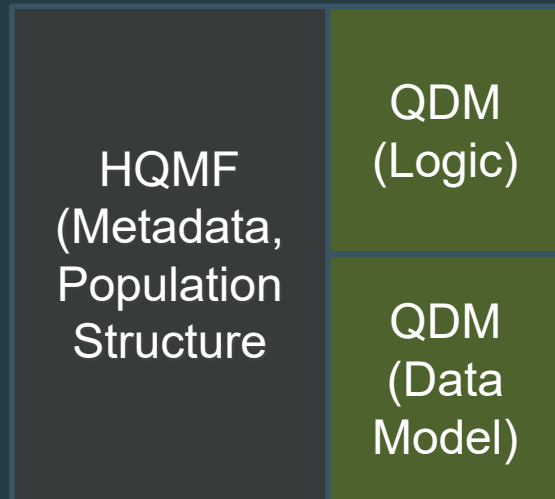 HQMF
(Metadata,
Population
Structure
QDM
(Logic)
QDM
(Data
Model)